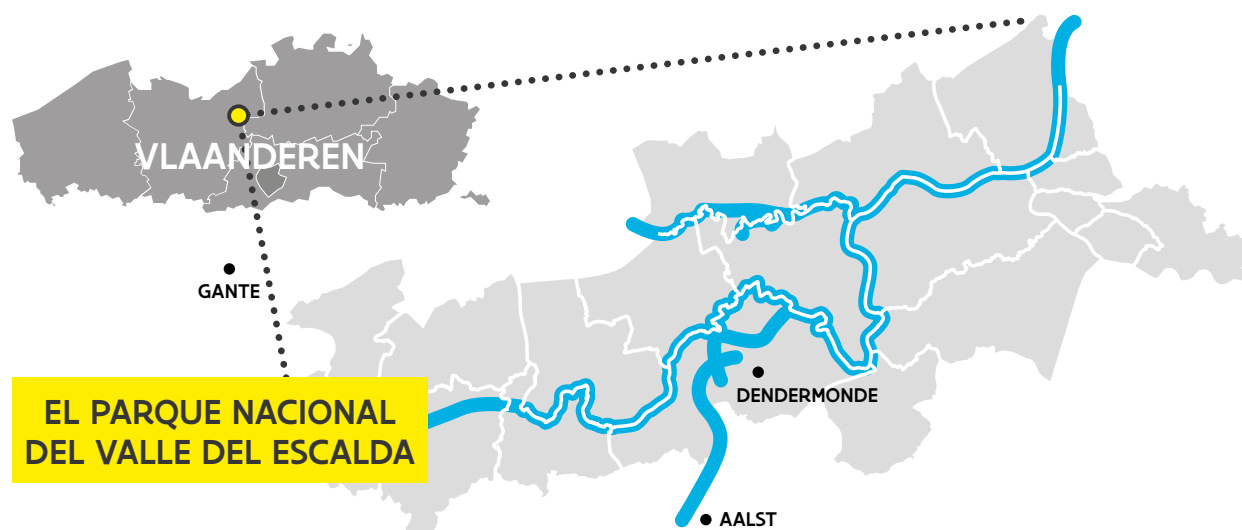 VLAANDEREN
GANTE
EL PARQUE NACIONAL
DEL VALLE DEL ESCALDA
DENDERMONDE
AALST